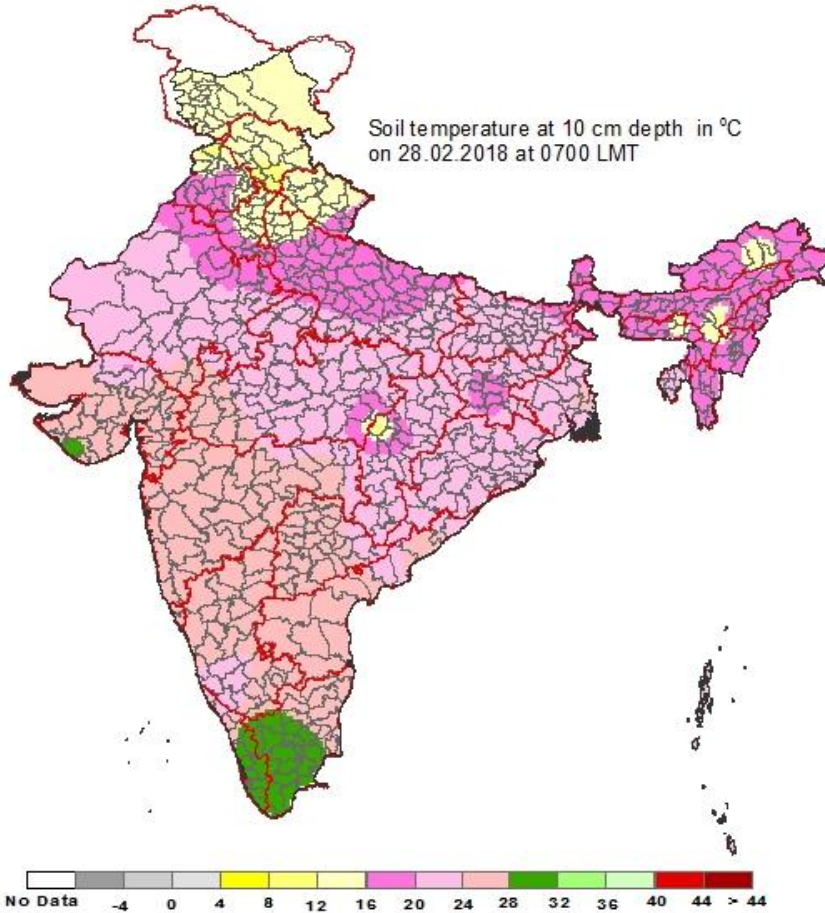 Soil temperature at 10 cm depth in ºC
on 28.02.2018 at 0700 LMT
No Data -4 0 4 8 12 16 20 24 28 32 36 40 44 > 44